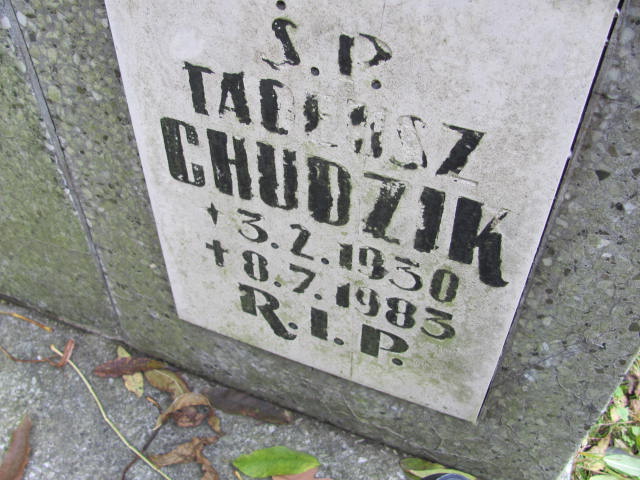 Ś.P.
TADEUSZ
CHUDZIK
* 3.2.1930
✝ 8.7.1983
R.I.P.